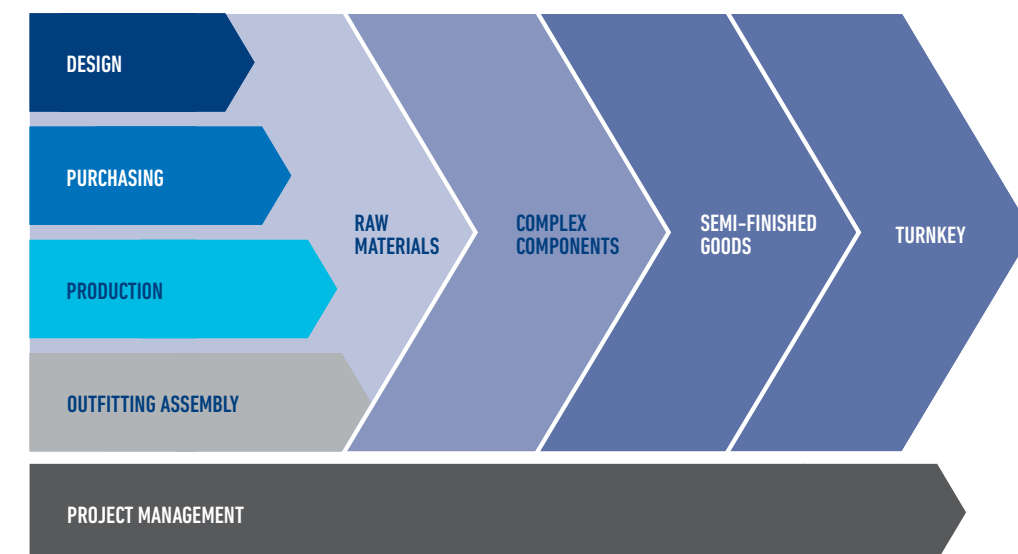 DESIGN
PURCHASING
PRODUCTION
OUTFITTING ASSEMBLY
RAW
MATERIALS
COMPLEX
COMPONENTS
SEMI-FINISHED
GOODS
TURNKEY
PROJECT MANAGEMENT